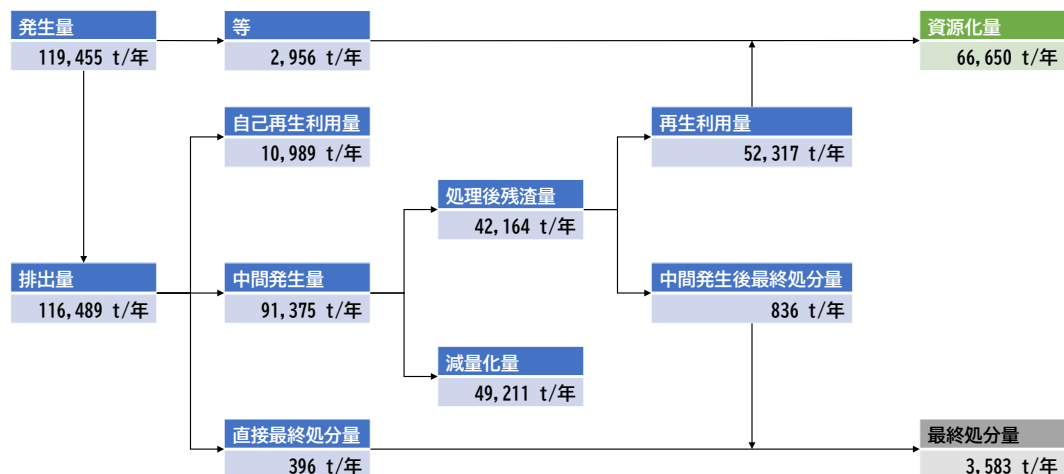 発生量
119,455 t/年
等
2,956 t/年
資源化量
66,650 t/年
自己再生利用量
10,989 t/年
再生利用量
52,317 t/年
処理後残渣量
42,164 t/年
排出量
116,489 t/年
中間発生量
91,375 t/年
中間発生後最終処分量
836 t/年
減量化量
49,211 t/年
直接最終処分量
396 t/年
最終処分量
3,583 t/年